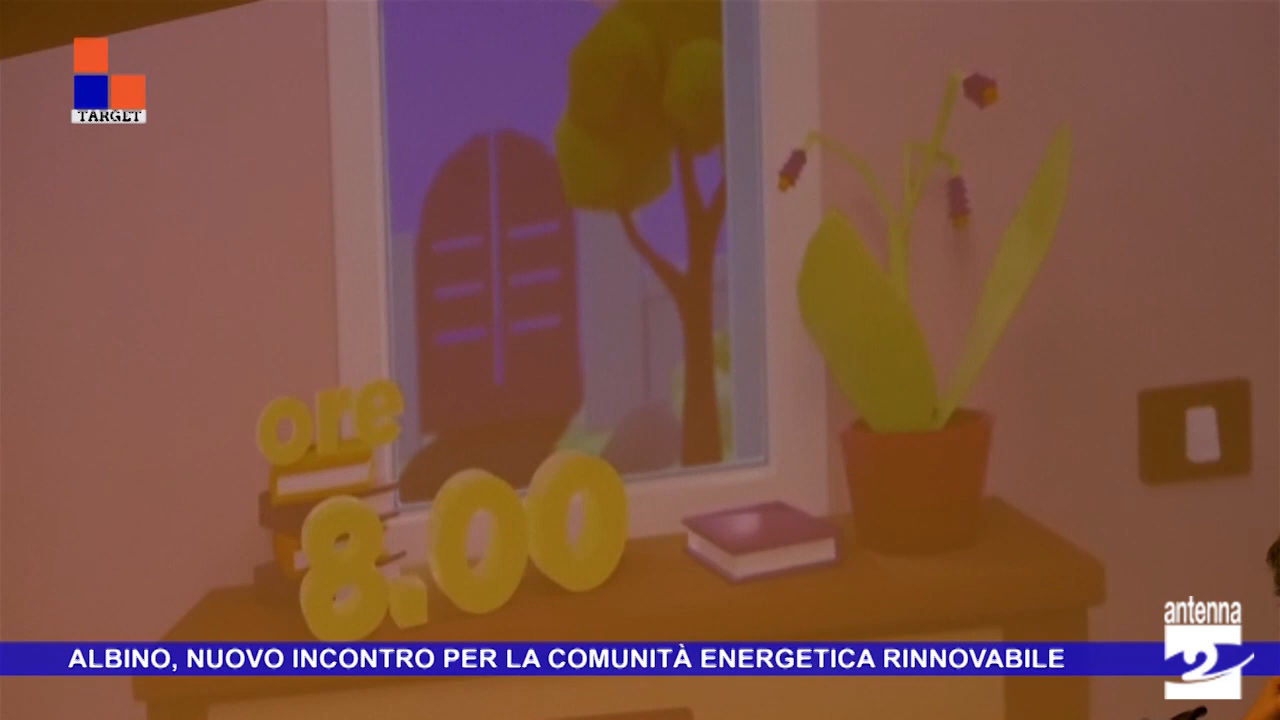 TARGET
ore
8.00
antenna
2
ALBINO, NUOVO INCONTRO PER LA COMUNITÀ ENERGETICA RINNOVABILE